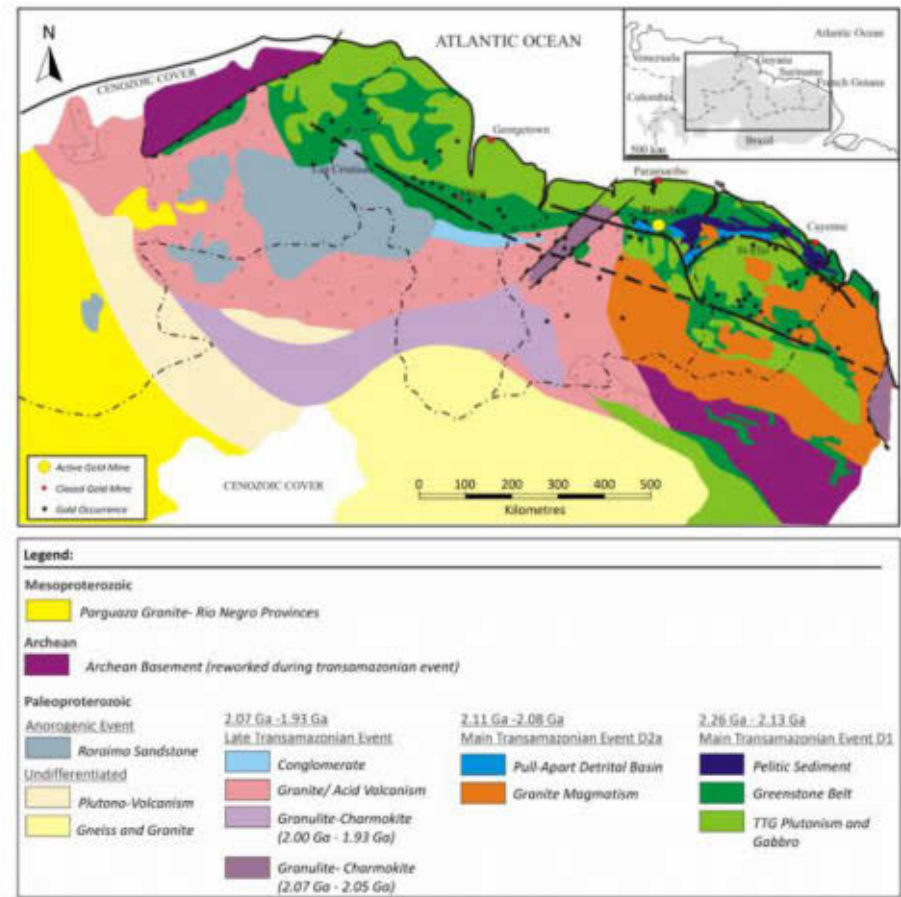 N
ATLANTIC OCEAN
CENOZOIC COVER
Atlantic Ocean
Venezuela
Guyana
Suriname
French Guiana
Colombia
Brazil
500 km
Georgetown
Paramaribo
Cayenne
Active Gold Mine
Closed Gold Mine
Gold Occurrence
CENOZOIC COVER
0 100 200 300 400 500
Kilometres
Legend:
Mesoproterozoic
Parguaza Granite- Rio Negro Provinces
Archean
Archean Basement (reworked during transamazonian event)
Paleoproterozoic
Anorogenic Event
Roraima Sandstone
Undifferentiated
Plutono-Volcanism
Gneiss and Granite
2.07 Ga -1.93 Ga
Late Transamazonian Event
Conglomerate
Granite/ Acid Volcanism
Granulite-Charnokite
(2.00 Ga - 1.93 Ga)
Granulite- Charnokite
(2.07 Ga - 2.05 Ga)
2.11 Ga -2.08 Ga
Main Transamazonian Event D2a
Pull-Apart Detrital Basin
Granite Magmatism
2.26 Ga - 2.13 Ga
Main Transamazonian Event D1
Pelitic Sediment
Greenstone Belt
TTG Plutonism and
Gabbro